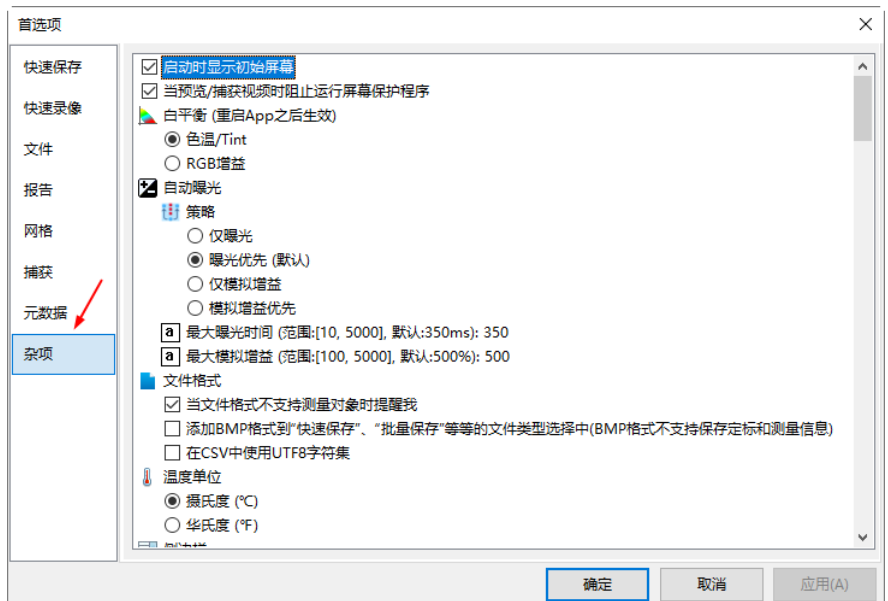 首选项
快速保存
快速录像
文件
报告
网格
捕获
元数据
杂项
启动时显示初始屏幕
当预览/捕获视频时阻止运行屏幕保护程序
白平衡 (重启App之后生效)
色温/Tint
RGB增益
自动曝光
策略
仅曝光
曝光优先 (默认)
仅模拟增益
模拟增益优先
a 最大曝光时间 (范围:[10, 5000], 默认:350ms): 350
a 最大模拟增益 (范围:[100, 5000], 默认:500%): 500
文件格式
当文件格式不支持测量对象时提醒我
添加BMP格式到“快速保存”、“批量保存”等等的文件类型选择中(BMP格式不支持保存定标和测量信息)
在CSV中使用UTF8字符集
温度单位
摄氏度 (℃)
华氏度 (℉)
确定
取消
应用(A)